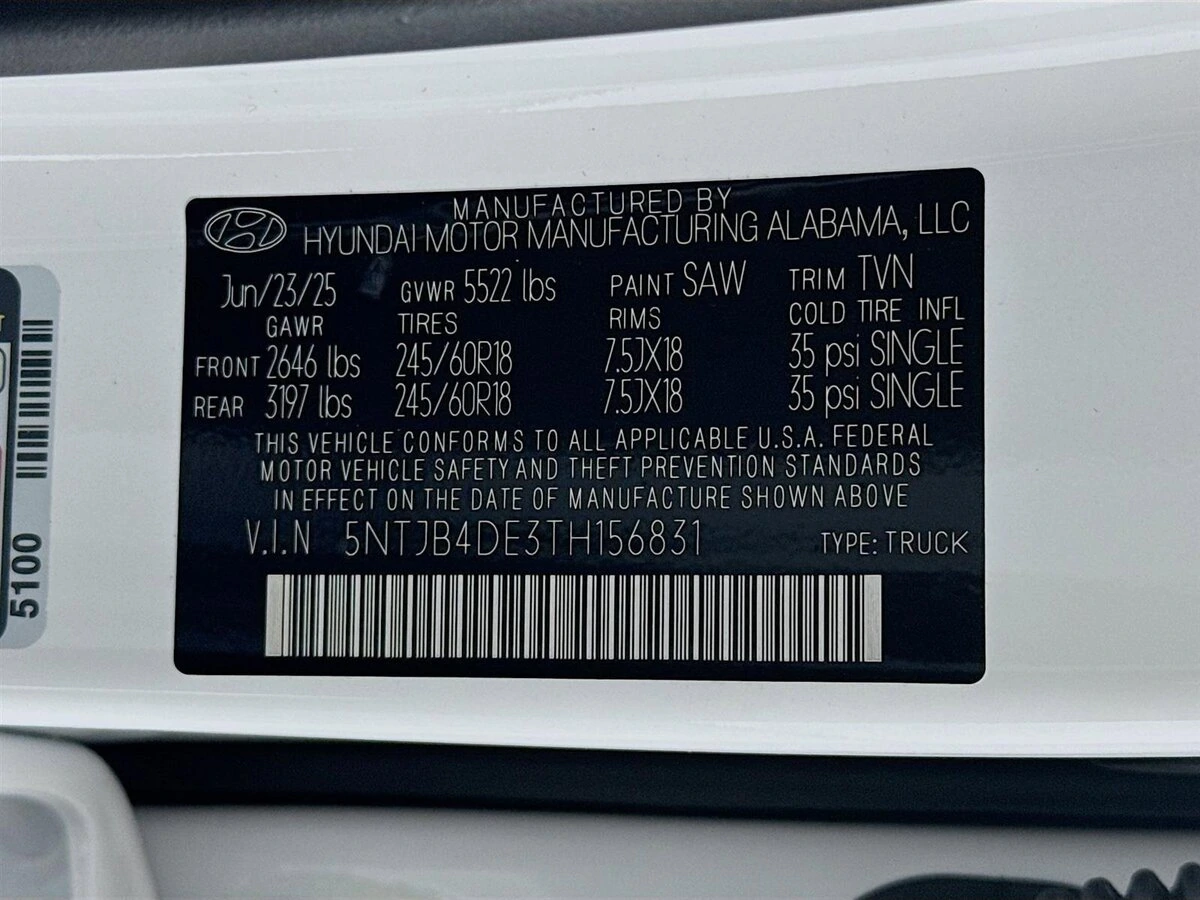 MANUFACTURED BY
HYUNDAI MOTOR MANUFACTURING ALABAMA, LLC
Jun/23/25 GVWR 5522 lbs PAINT SAW TRIM TVN
GAWR TIRES RIMS COLD TIRE INFL
FRONT 2646 lbs 245/60R18 7.5JX18 35 psi SINGLE
REAR 3197 lbs 245/60R18 7.5JX18 35 psi SINGLE
THIS VEHICLE CONFORMS TO ALL APPLICABLE U.S.A. FEDERAL
MOTOR VEHICLE SAFETY AND THEFT PREVENTION STANDARDS
IN EFFECT ON THE DATE OF MANUFACTURE SHOWN ABOVE
V.I.N 5NTJB4DE3TH156831 TYPE: TRUCK
5100